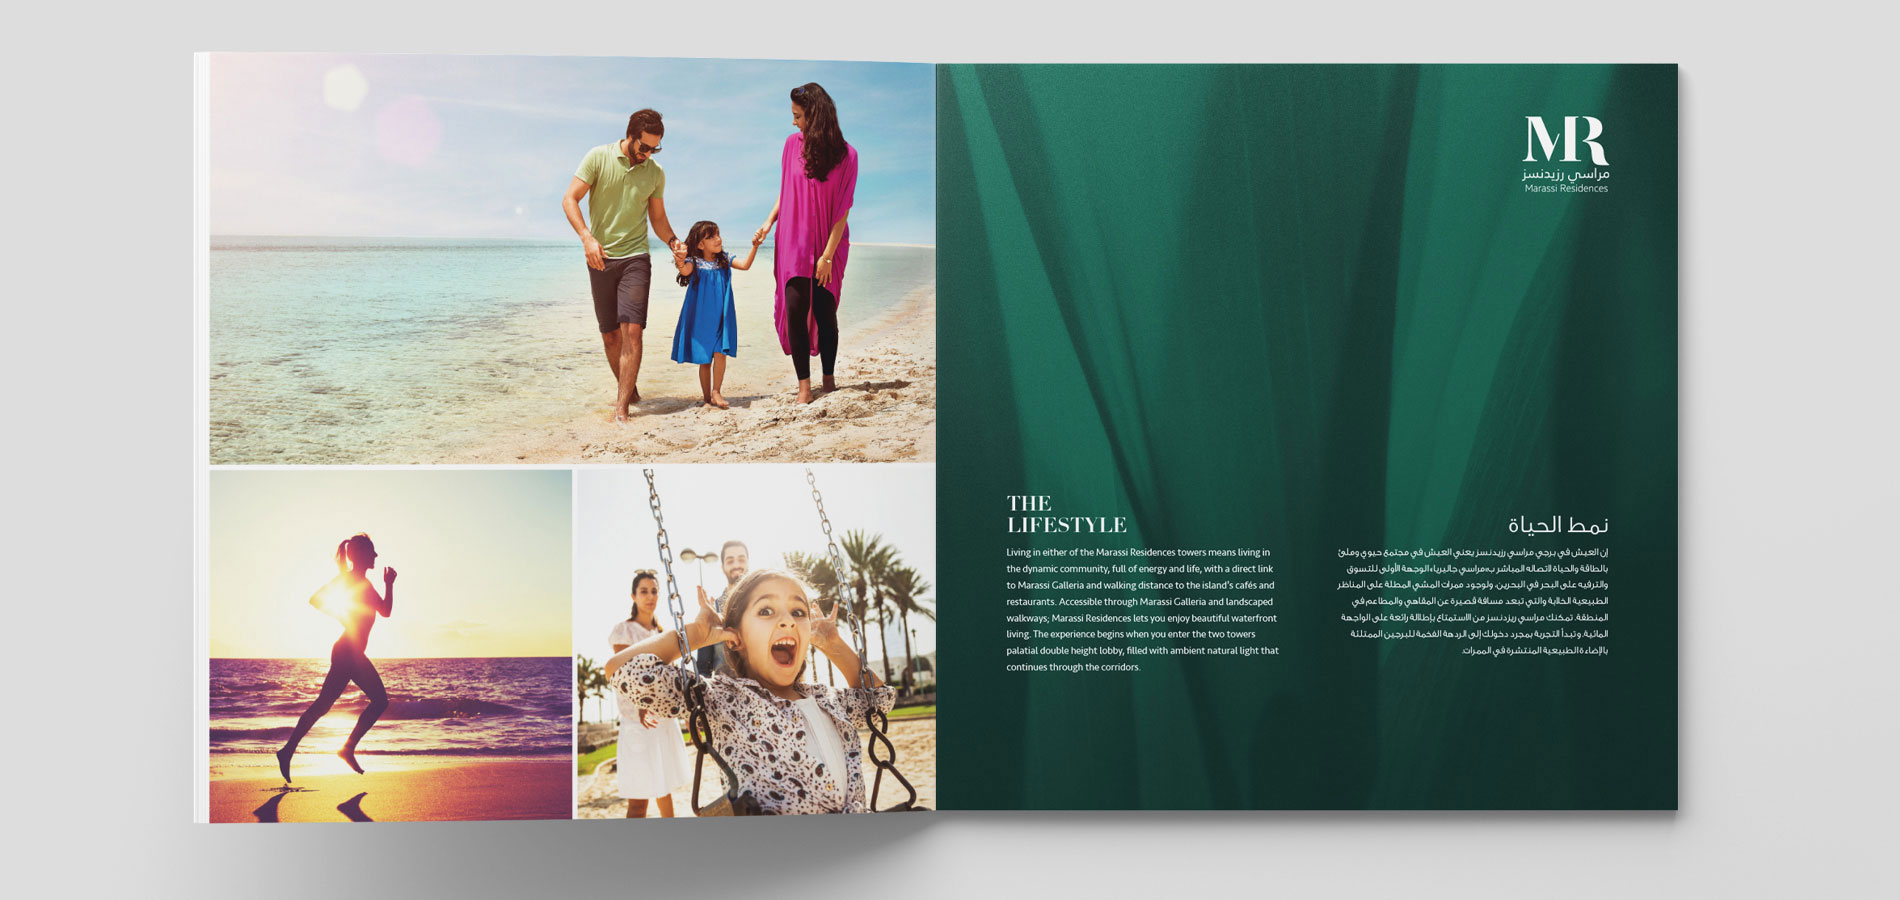 MR
مراسي رزيدنسز
Marassi Residences
THE
LIFESTYLE
Living in either of the Marassi Residences towers means living in
the dynamic community, full of energy and life, with a direct link
to Marassi Galleria and walking distance to the island's cafés and
restaurants. Accessible through Marassi Galleria and landscaped
walkways; Marassi Residences lets you enjoy beautiful waterfront
living. The experience begins when you enter the two towers
palatial double height lobby, filled with ambient natural light that
continues through the corridors.
نمط الحياة
إن العيش في برجي مراسي رزيدنسز يعني العيش في مجتمع حيوي ومليء
بالطاقة والحياة لاتصاله المباشر بـ«مراسي جاليريا» الوجهة الأولى للتسوق
والترفيه على البحر في البحرين، ولوجود ممرات المشي المطلة على المناظر
الطبيعية الخلابة والتي تبعد مسافة قصيرة عن المقاهي والمطاعم في
المنطقة. تمكنك مراسي ريزدنسز من الاستمتاع بإطلالة رائعة على الواجهة
المائية. وتبدأ التجربة بمجرد دخولك إلى الردهة الفخمة للبرجين الممتلئة
بالإضاءة الطبيعية المنتشرة في الممرات.